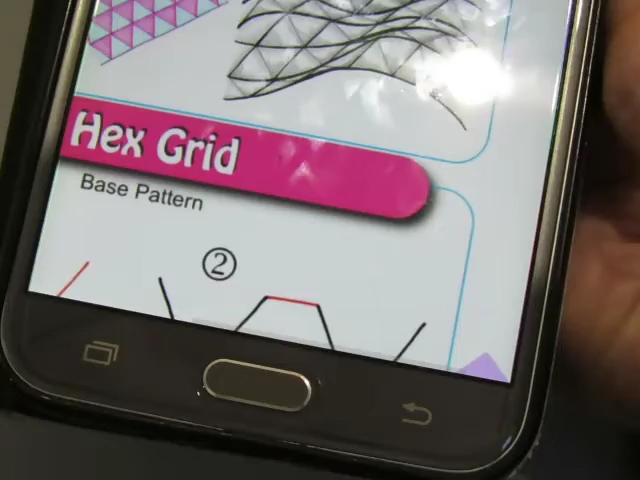 Hex Grid
Base Pattern
②